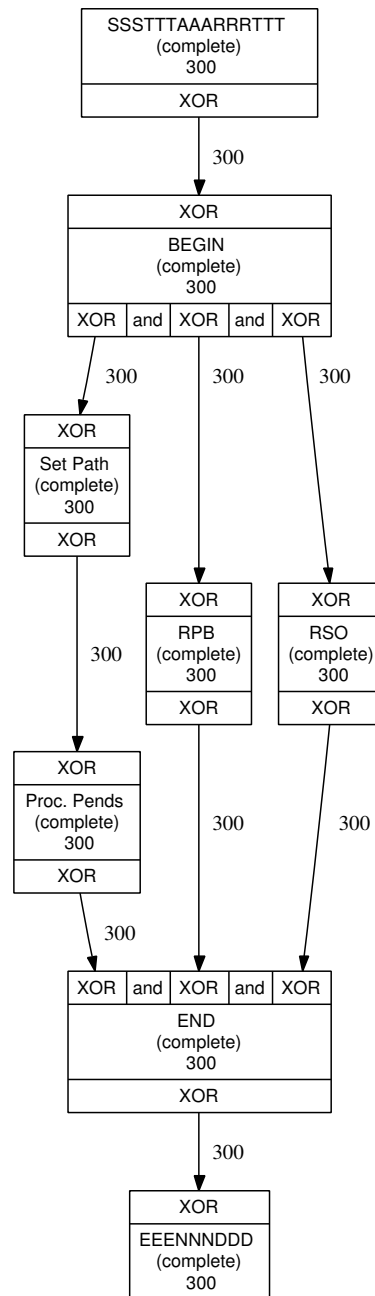 SSSTTTAAARRRTTT
(complete)
300
XOR
300
XOR
BEGIN
(complete)
300
XOR and XOR and XOR
300 300 300
XOR
Set Path
(complete)
300
XOR
300
XOR
RPB
(complete)
300
XOR
XOR
RSO
(complete)
300
XOR
XOR
Proc. Pends
(complete)
300
XOR
300
300
300
XOR and XOR and XOR
END
(complete)
300
XOR
300
XOR
EEENNNDDD
(complete)
300